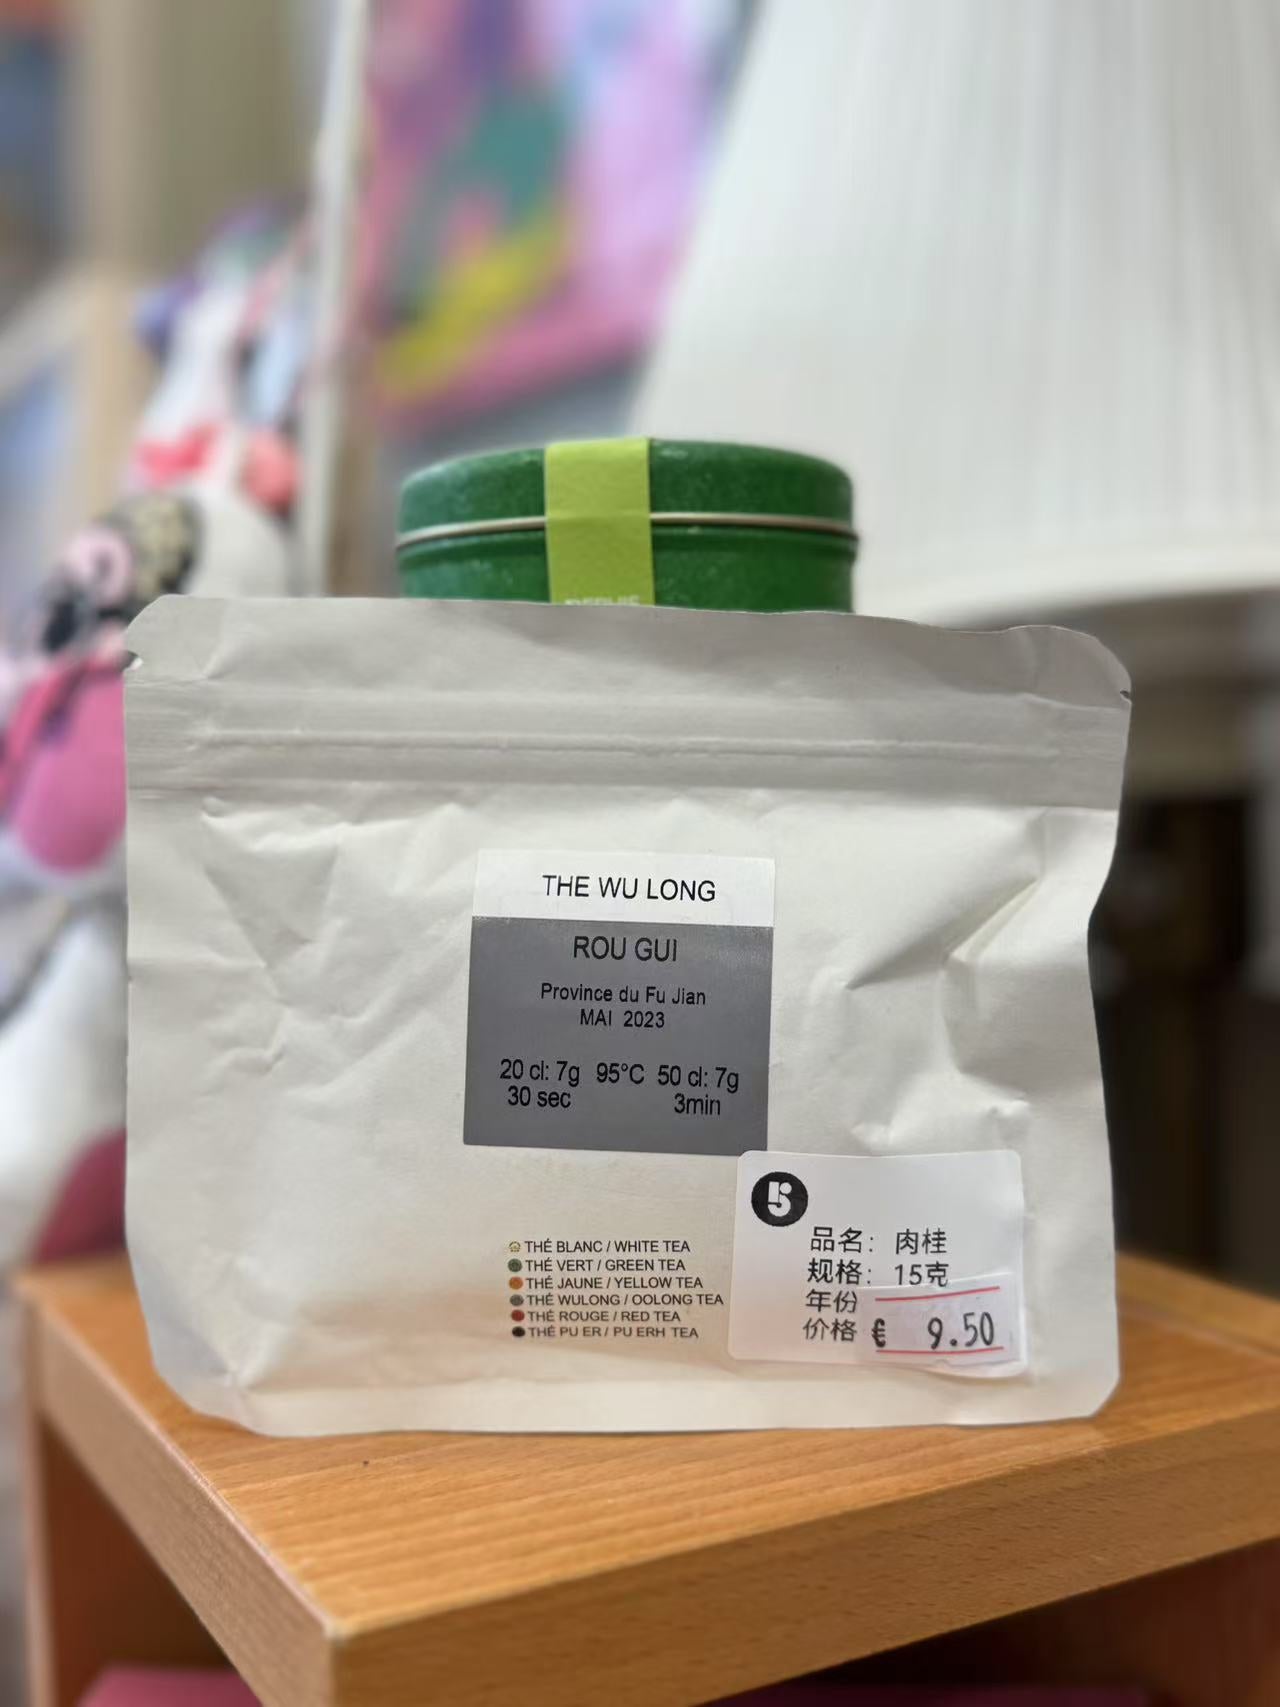 THE WU LONG
ROU GUI
Province du Fu Jian
MAI 2023
20 cl: 7g 95°C 50 cl: 7g
30 sec 3min
THÉ BLANC / WHITE TEA
THÉ VERT / GREEN TEA
THÉ JAUNE / YELLOW TEA
THÉ WULONG / OOLONG TEA
THÉ ROUGE / RED TEA
THÉ PU ER / PU ERH TEA
5
品名：肉桂
规格：15克
年份
价格 € 9.50